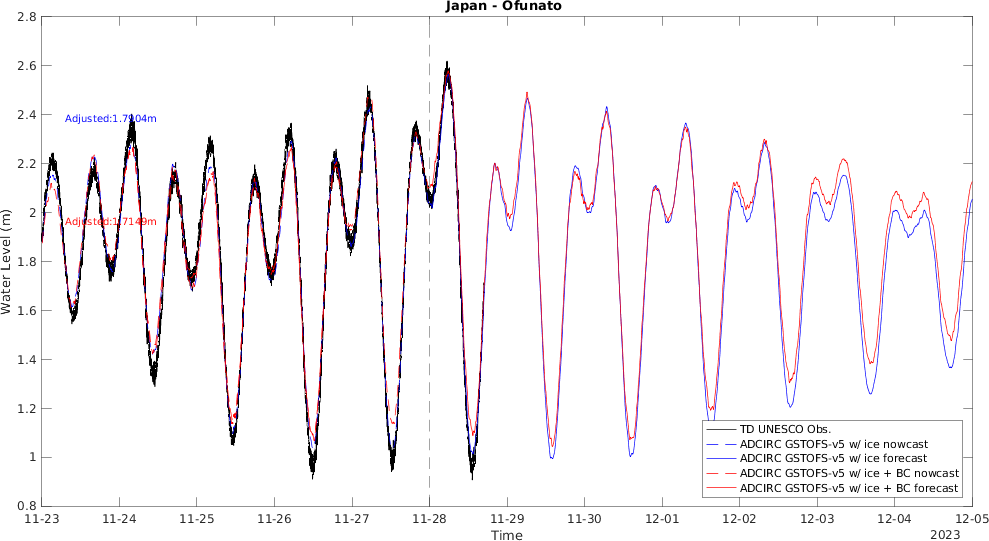 Japan - Ofunato
2.8
2.6
2.4
2.2
2
1.8
1.6
1.4
1.2
1
0.8
Water Level (m)
Adjusted:1.7904m
Adjusted:1.7149m
TD UNESCO Obs.
ADCIRC GSTOFS-v5 w/ ice nowcast
ADCIRC GSTOFS-v5 w/ ice forecast
ADCIRC GSTOFS-v5 w/ ice + BC nowcast
ADCIRC GSTOFS-v5 w/ ice + BC forecast
11-23 11-24 11-25 11-26 11-27 11-28 11-29 11-30 12-01 12-02 12-03 12-04 12-05
Time
2023